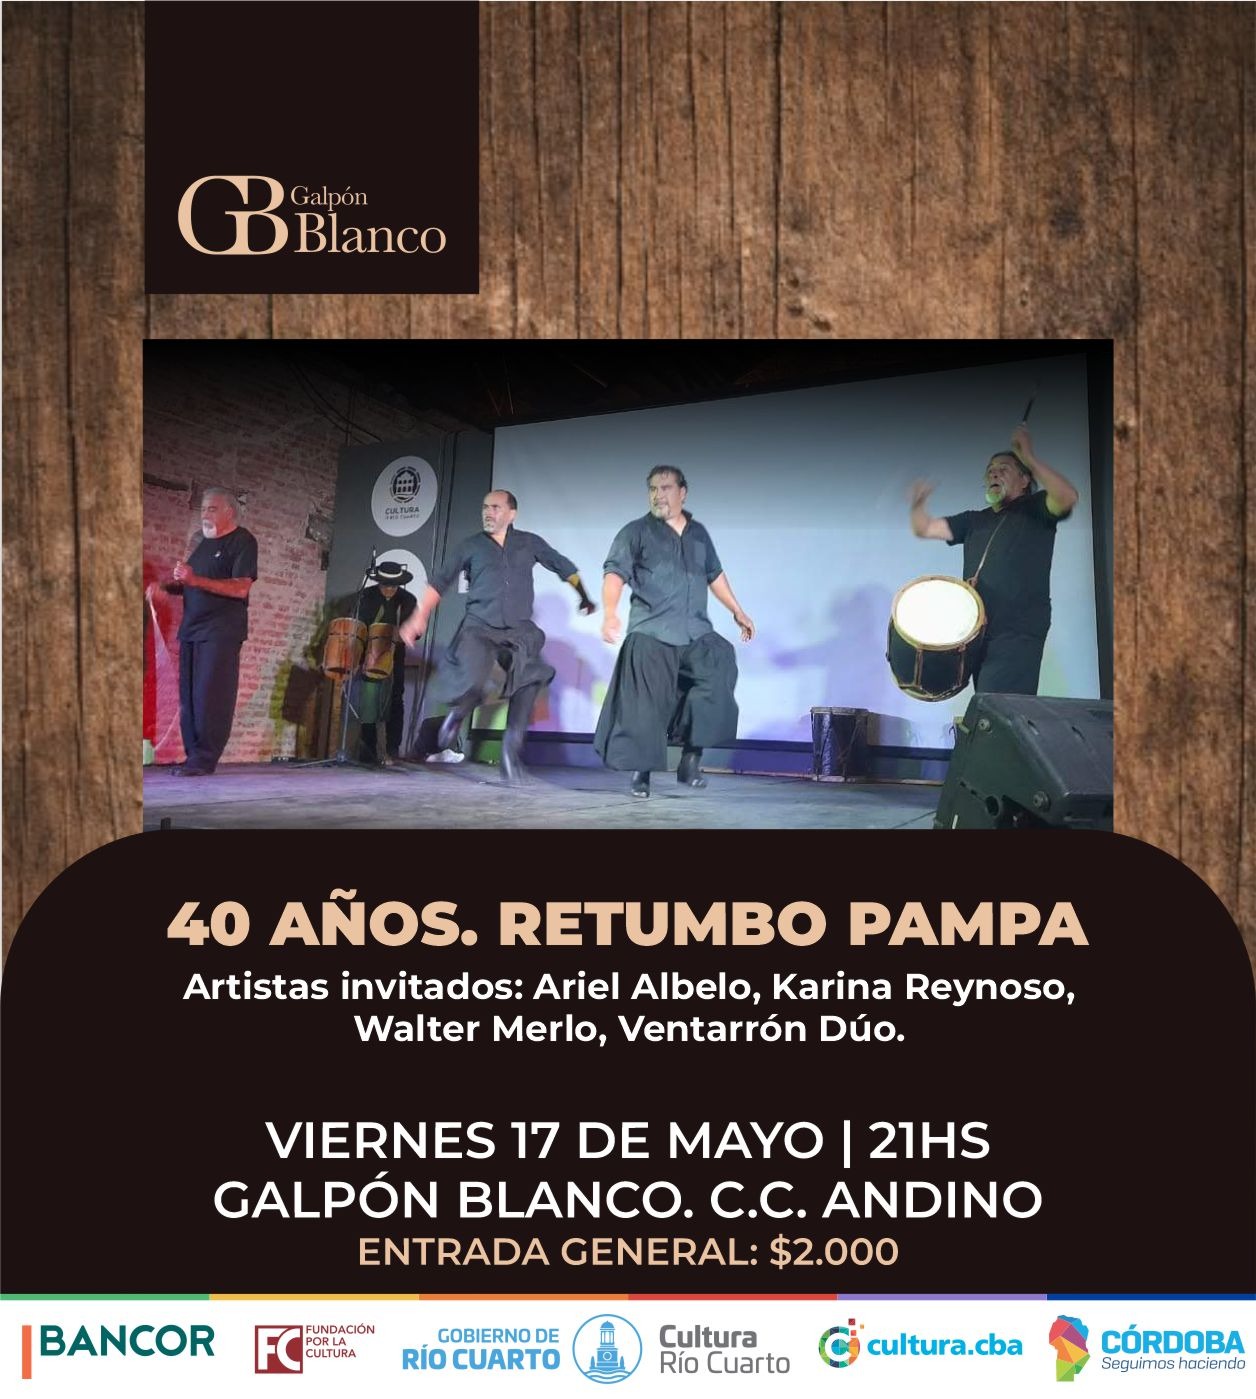 GB Galpón
Blanco
CULTURA
40 AÑOS. RETUMBO PAMPA
Artistas invitados: Ariel Albelo, Karina Reynoso,
Walter Merlo, Ventarrón Dúo.
VIERNES 17 DE MAYO | 21HS
GALPÓN BLANCO. C.C. ANDINO
ENTRADA GENERAL: $2.000
BANCOR
FC FUNDACIÓN
POR LA
CULTURA
GOBIERNO DE
RÍO CUARTO
Cultura
Río Cuarto
cultura.cba
CÓRDOBA
Seguimos haciendo